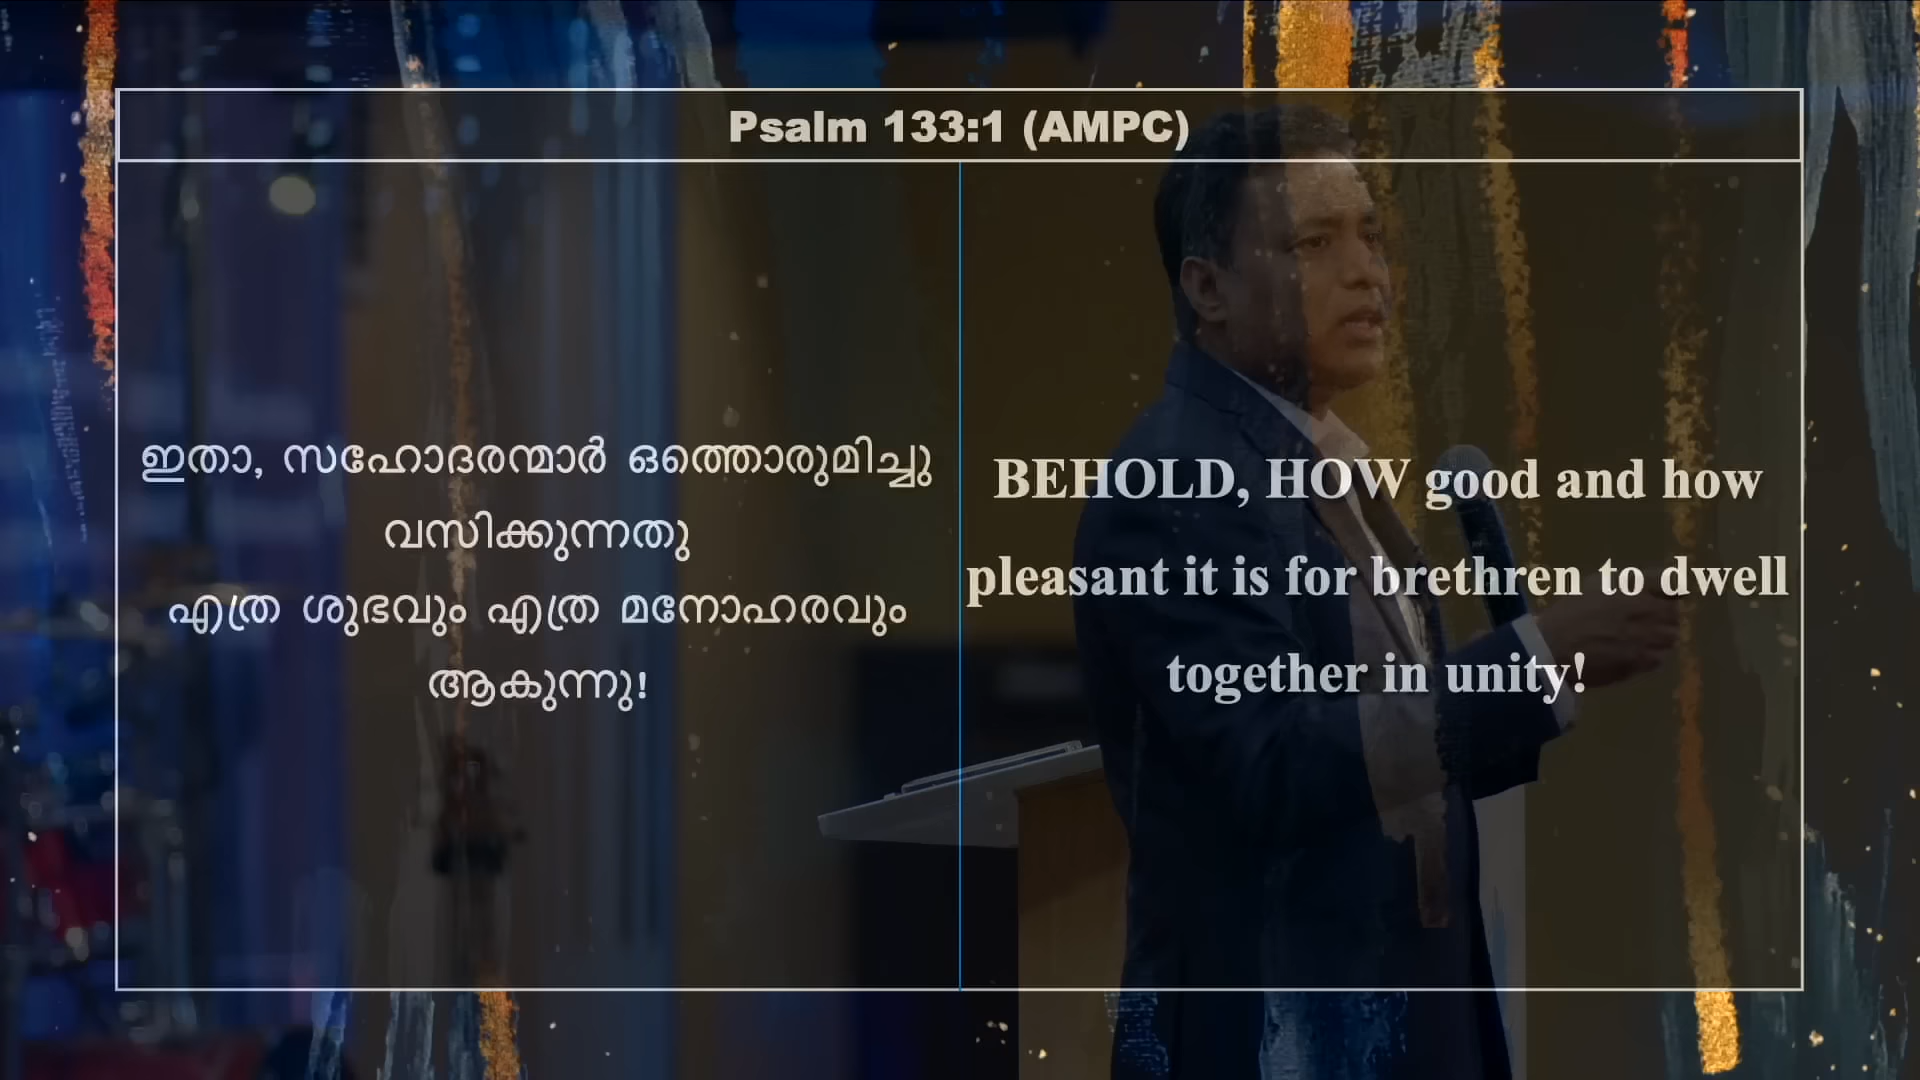 Psalm 133:1 (AMPC)
ഇതാ, സഹോദരന്മാർ ഒത്തൊരുമിച്ചു
വസിക്കുന്നതു
എത്ര ശുഭവും എത്ര മനോഹരവും
ആകുന്നു!
BEHOLD, HOW good and how
pleasant it is for brethren to dwell
together in unity!